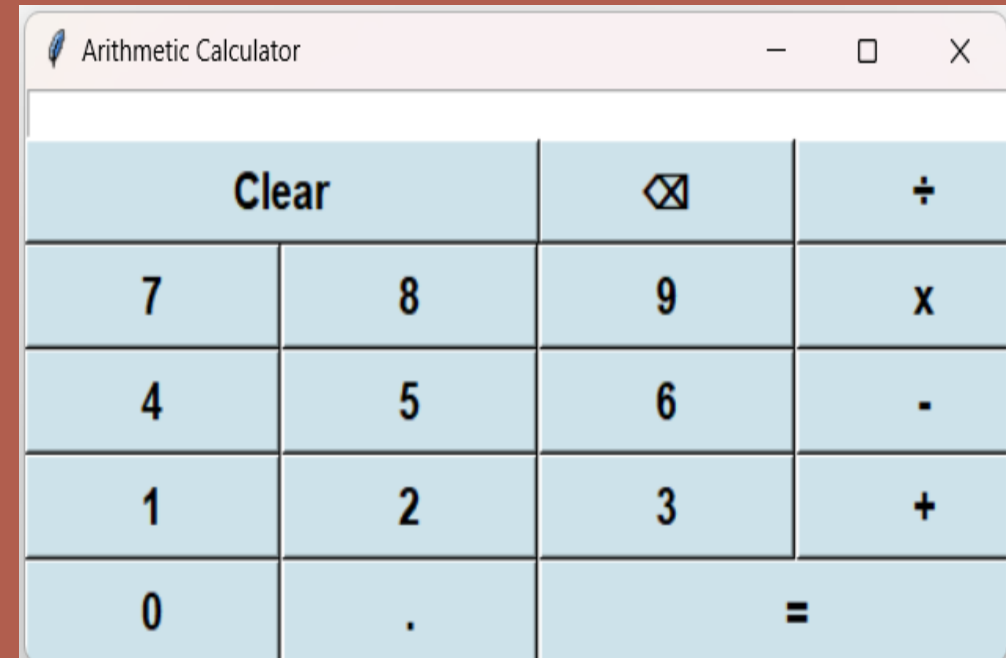 Arithmetic Calculator
Clear ⌫ ÷
7 8 9 x
4 5 6 -
1 2 3 +
0 . =